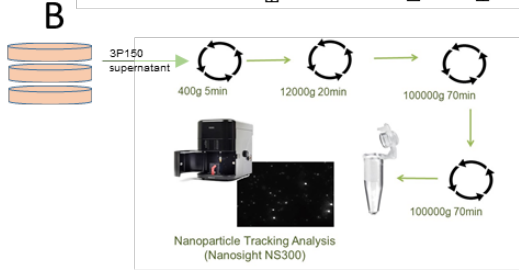 B
3P150
supernatant
400g 5min
12000g 20min
100000g 70min
100000g 70min
Nanoparticle Tracking Analysis
(Nanosight NS300)